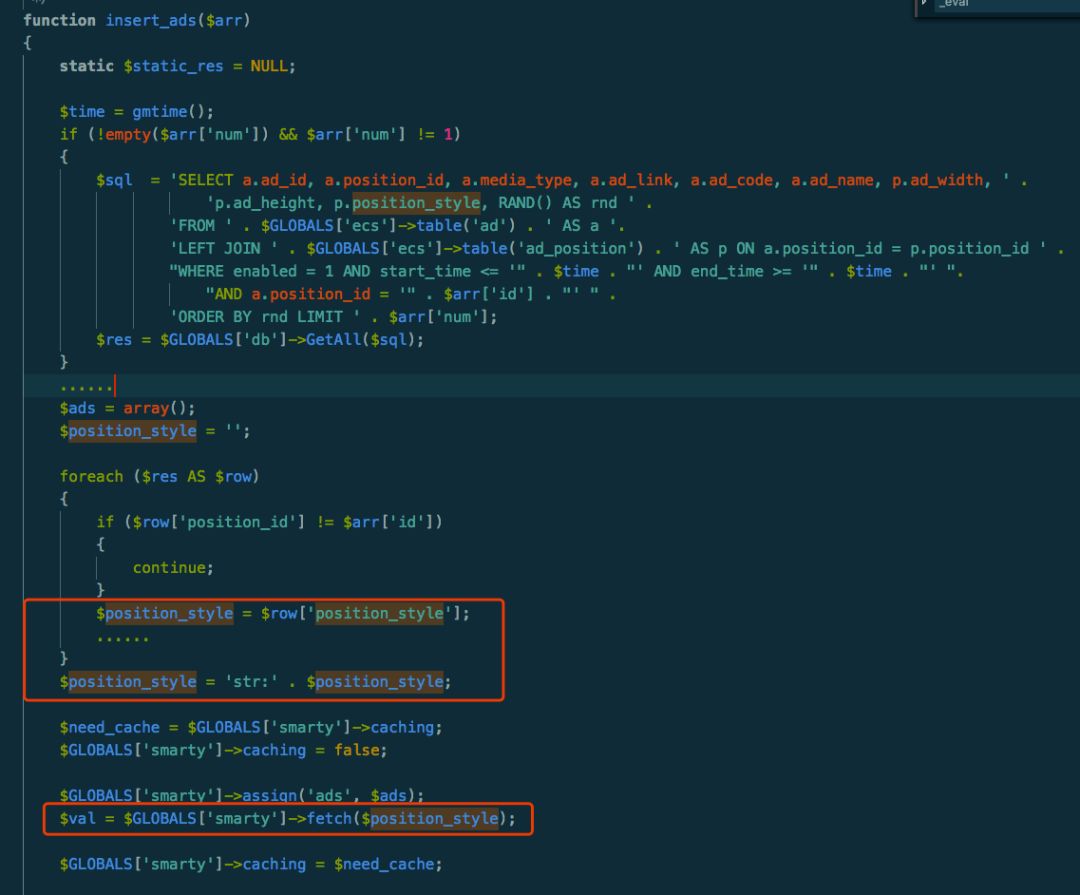 _eval
function insert_ads($arr)
{
static $static_res = NULL;
$time = gmtime();
if (!empty($arr['num']) && $arr['num'] != 1)
{
$sql  = 'SELECT a.ad_id, a.position_id, a.media_type, a.ad_link, a.ad_code, a.ad_name, p.ad_width, ' .
'p.ad_height, p.position_style, RAND() AS rnd ' .
'FROM ' . $GLOBALS['ecs']->table('ad') . ' AS a '.
'LEFT JOIN ' . $GLOBALS['ecs']->table('ad_position') . ' AS p ON a.position_id = p.position_id ' .
"WHERE enabled = 1 AND start_time <= '" . $time . "' AND end_time >= '" . $time . "' ".
"AND a.position_id = '" . $arr['id'] . "' " .
'ORDER BY rnd LIMIT ' . $arr['num'];
$res = $GLOBALS['db']->GetAll($sql);
}
......
$ads = array();
$position_style = '';
foreach ($res AS $row)
{
if ($row['position_id'] != $arr['id'])
{
continue;
}
$position_style = $row['position_style'];
......
}
$position_style = 'str:' . $position_style;
$need_cache = $GLOBALS['smarty']->caching;
$GLOBALS['smarty']->caching = false;
$GLOBALS['smarty']->assign('ads', $ads);
$val = $GLOBALS['smarty']->fetch($position_style);
$GLOBALS['smarty']->caching = $need_cache;